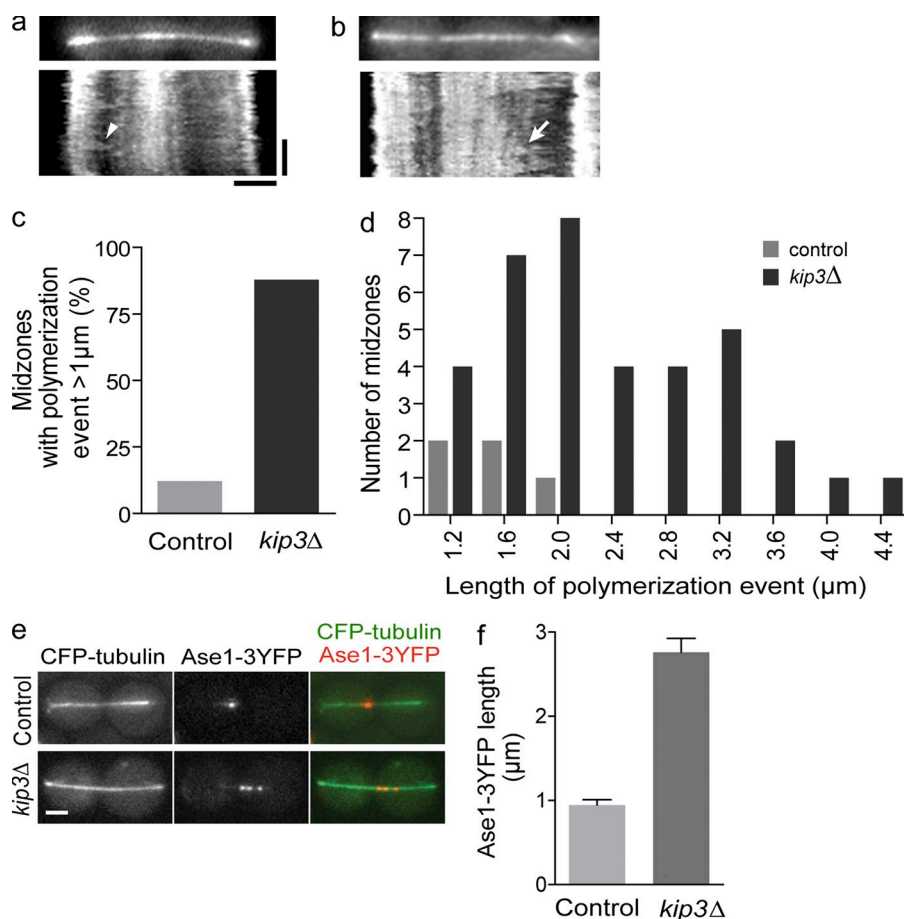 a
b
c
Midzones
with polymerization
event >1µm (%)
100
75
50
25
0
Control
kip3Δ
d
Number of midzones
8
7
6
5
4
3
2
1
0
control
kip3Δ
1.2
1.6
2.0
2.4
2.8
3.2
3.6
4.0
4.4
Length of polymerization event (µm)
e
CFP-tubulin
Ase1-3YFP
CFP-tubulin
Ase1-3YFP
Control
kip3Δ
f
Ase1-3YFP length
(µm)
3
2
1
0
Control
kip3Δ